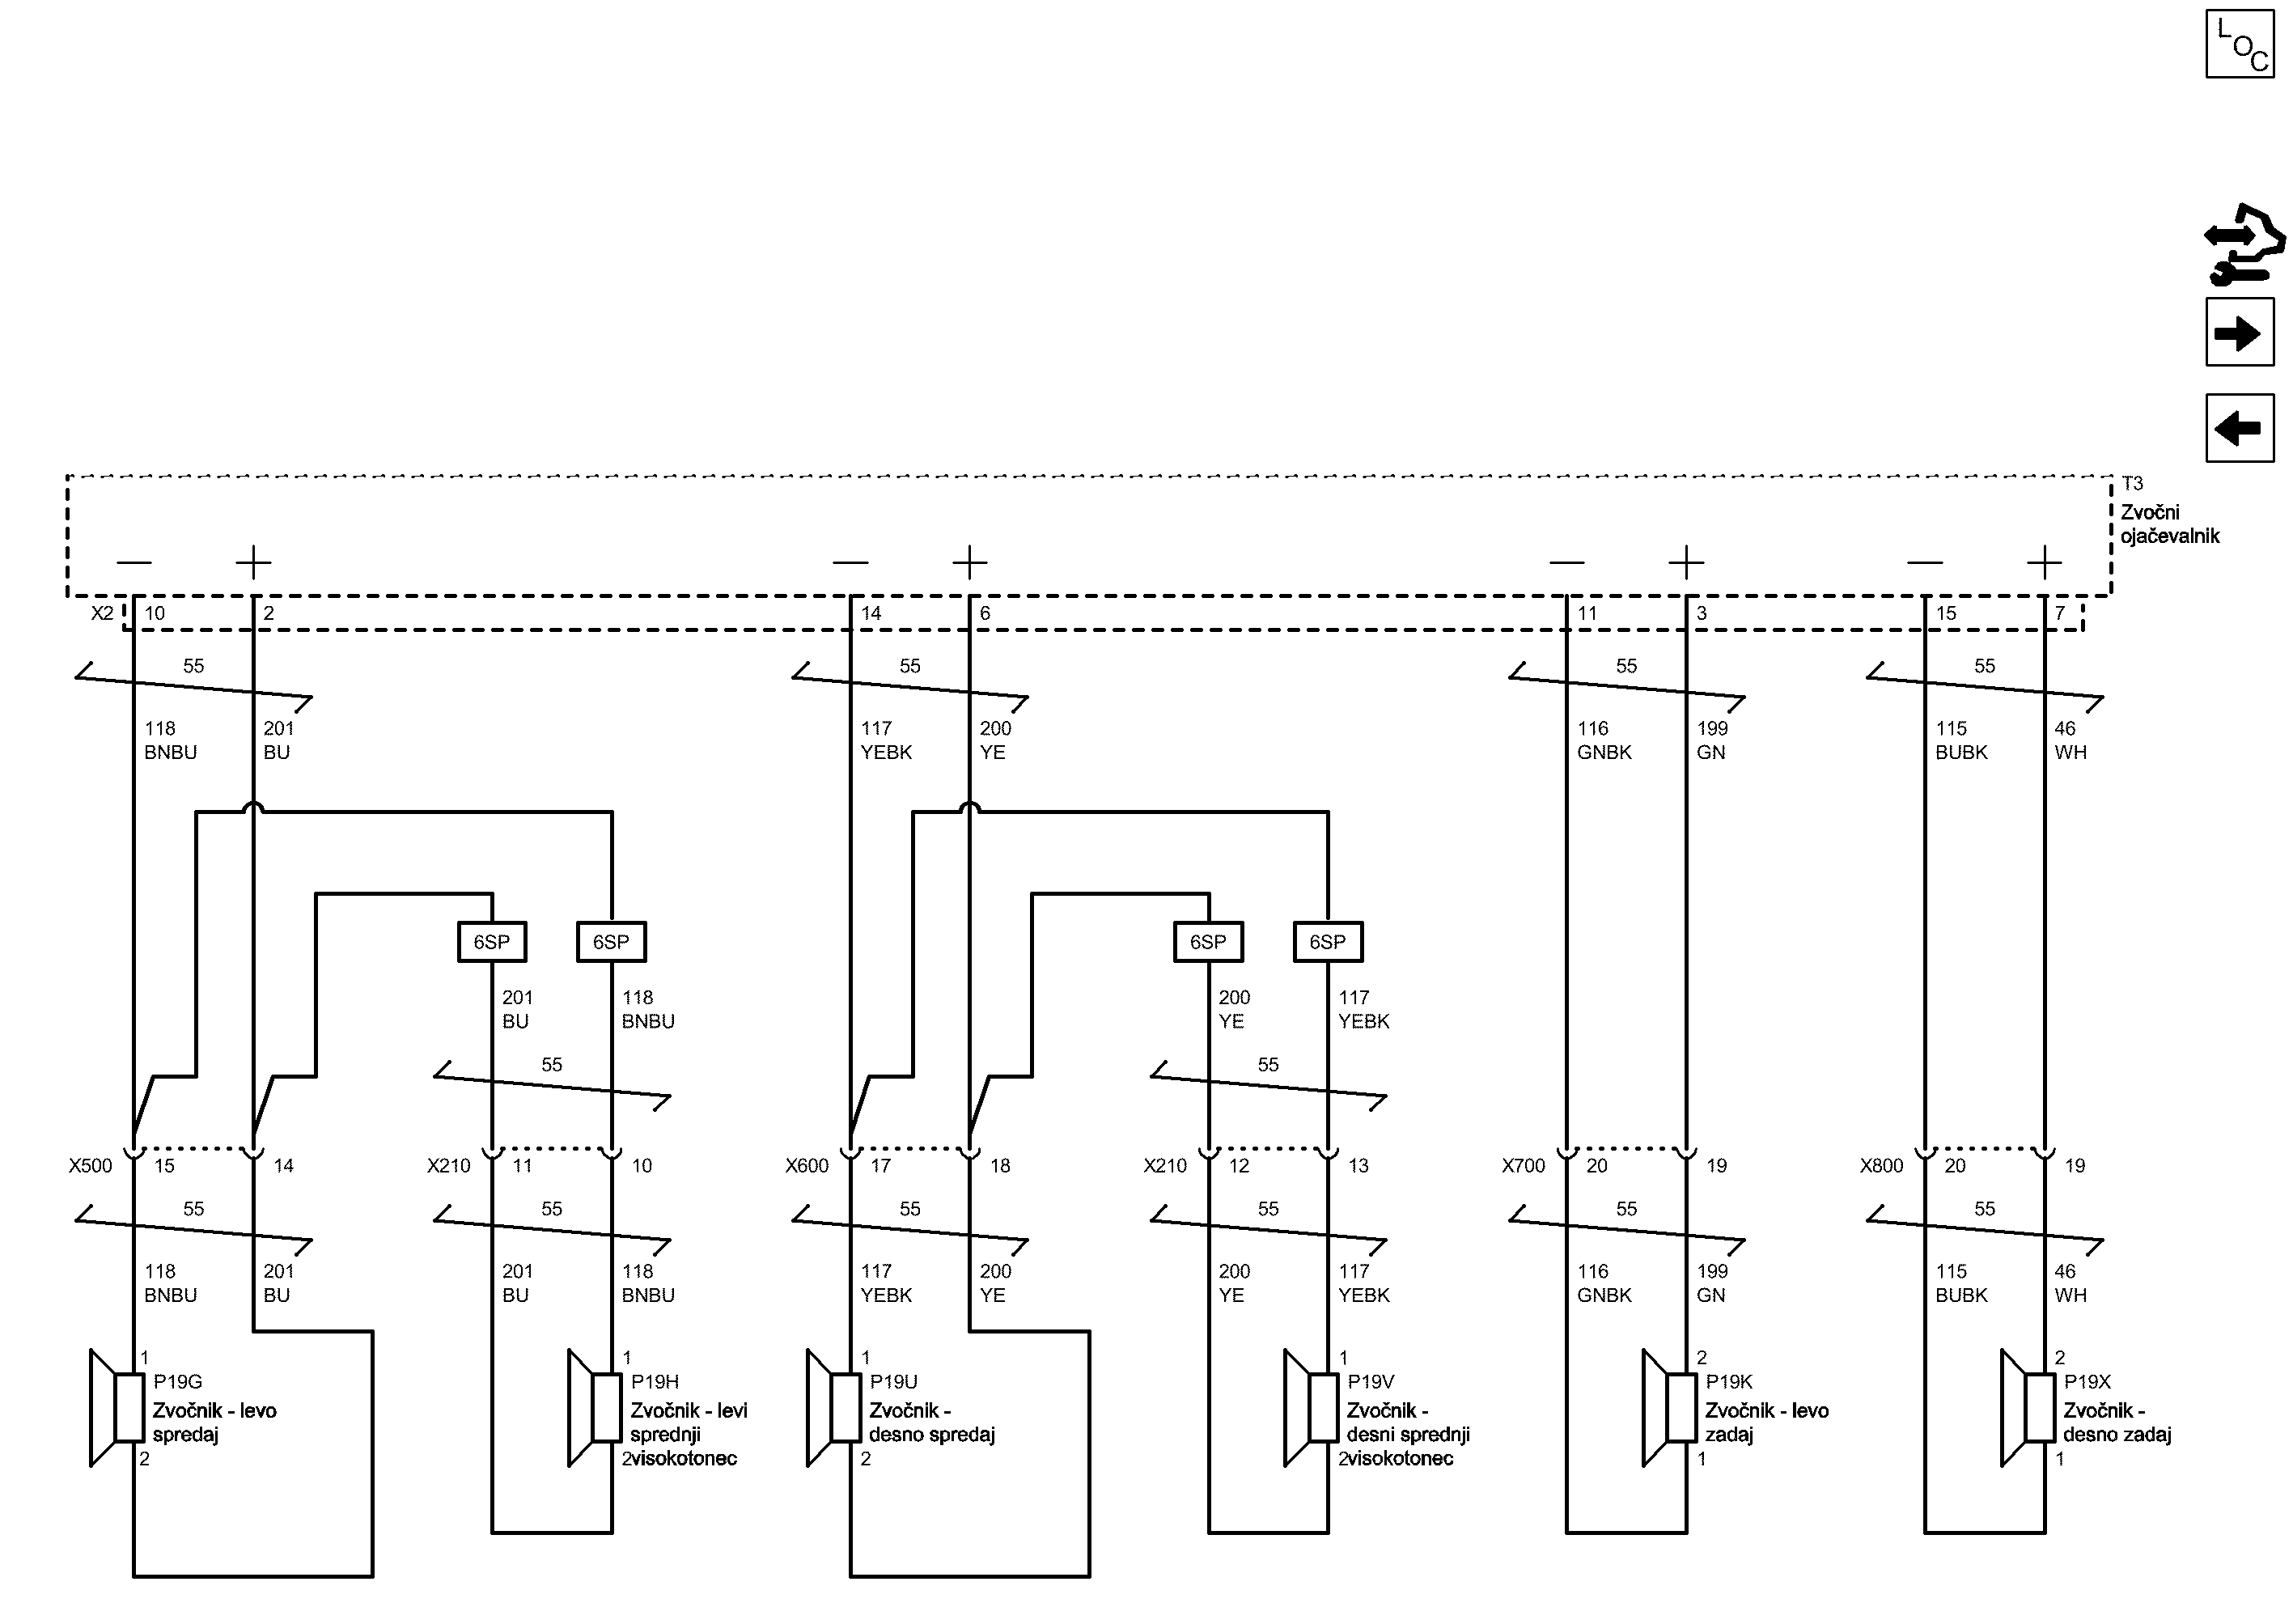 LOC
T3
Zvočni
ojačevalnik
X2 10 2 14 6 11 3 15 7
55 55 55 55
118 201 117 200 116 199 115 46
BNBU BU YEBK YE GNBK GN BUBK WH
6SP 6SP 6SP 6SP
201 118 200 117
BU BNBU YE YEBK
55 55
X500 15 14 X210 11 10 X600 17 18 X210 12 13 X700 20 19 X800 20 19
55 55 55 55 55 55
118 201 201 118 117 200 200 117 116 199 115 46
BNBU BU BU BNBU YEBK YE YE YEBK GNBK GN BUBK WH
1
P19G
Zvočnik - levo
spredaj
2
1
P19H
Zvočnik - levi
sprednji
2visokotonec
1
P19U
Zvočnik -
desno spredaj
2
1
P19V
Zvočnik -
desni sprednji
2visokotonec
2
P19K
Zvočnik - levo
zadaj
1
2
P19X
Zvočnik -
desno zadaj
1